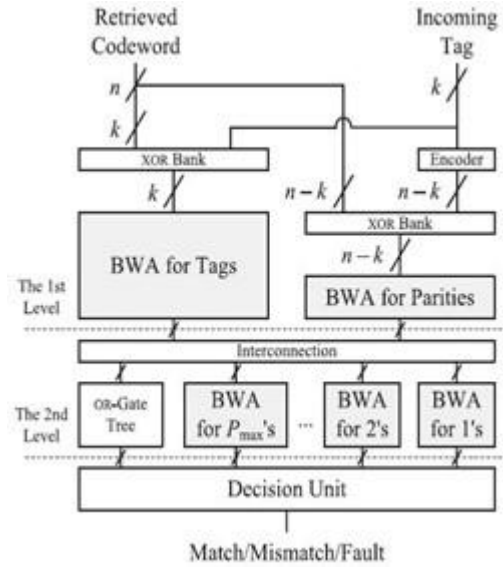 Retrieved
Codeword
Incoming
Tag
n
k
k
XOR Bank
Encoder
k
n−k
n−k
XOR Bank
n−k
BWA for Tags
BWA for Parities
The 1st
Level
Interconnection
The 2nd
Level
OR-Gate
Tree
BWA
for Pmax's
...
BWA
for 2's
BWA
for 1's
Decision Unit
Match/Mismatch/Fault